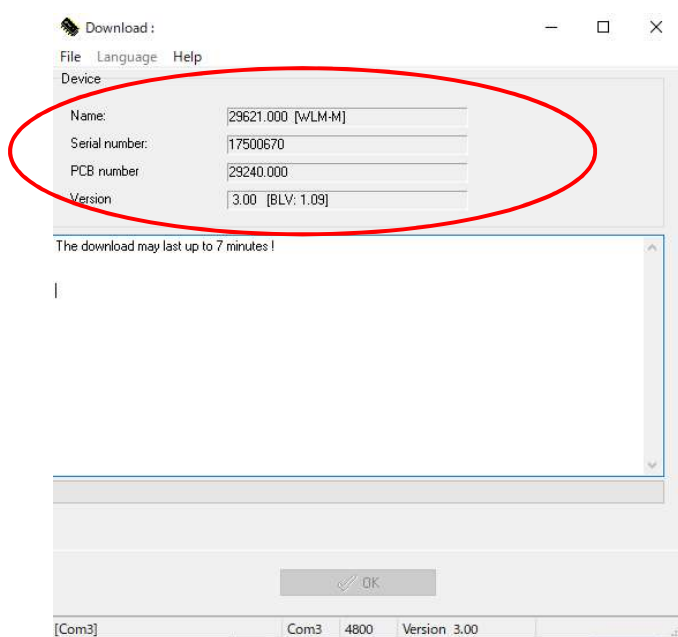 Download :
File Language Help
Device
Name: 29621.000 [WLM-M]
Serial number: 17500670
PCB number 29240.000
Version 3.00 [BLV: 1.09]
The download may last up to 7 minutes !
OK
[Com3] Com3 4800 Version 3.00